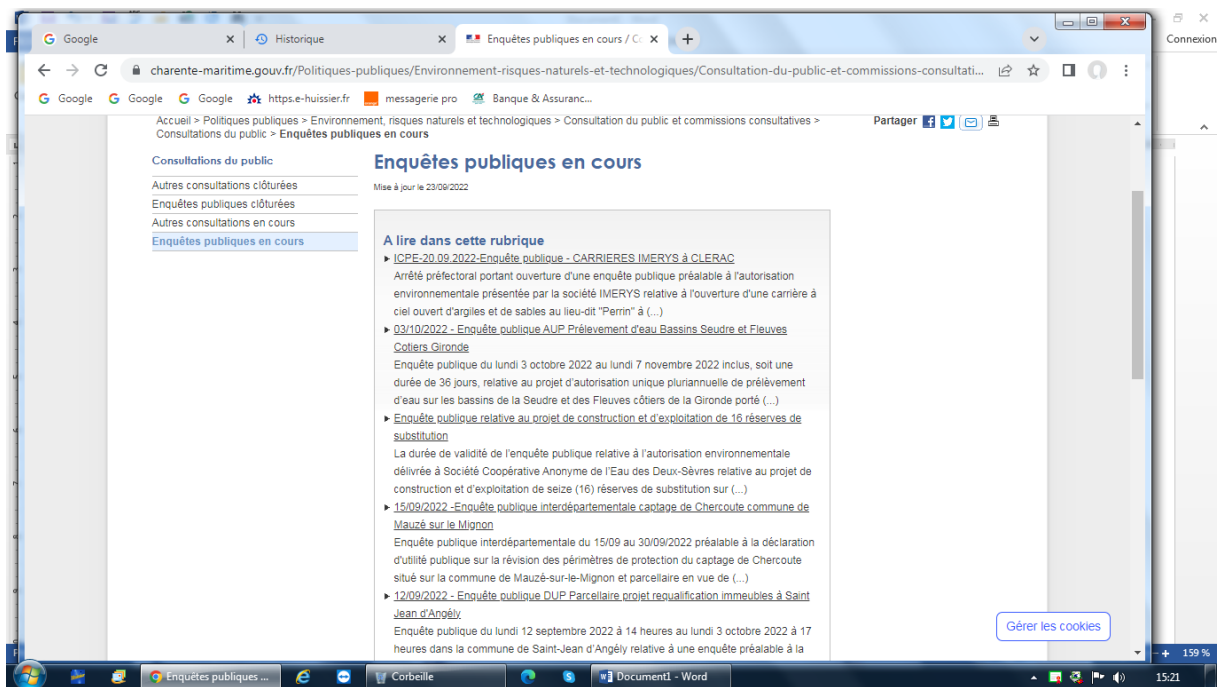 Google
Historique
Enquêtes publiques en cours / Co
Connexion
charente-maritime.gouv.fr/Politiques-publiques/Environnement-risques-naturels-et-technologiques/Consultation-du-public-et-commissions-consultati...
Google
Google
Google
https.e-huissier.fr
messagerie pro
Banque & Assuranc...
Accueil > Politiques publiques > Environnement, risques naturels et technologiques > Consultation du public et commissions consultatives >
Consultations du public > Enquêtes publiques en cours
Partager
Consultations du public
Autres consultations clôturées
Enquêtes publiques clôturées
Autres consultations en cours
Enquêtes publiques en cours
Enquêtes publiques en cours
Mise à jour le 23/09/2022
A lire dans cette rubrique
ICPE-20.09.2022-Enquête publique - CARRIERES IMERYS à CLERAC
Arrêté préfectoral portant ouverture d'une enquête publique préalable à l'autorisation
environnementale présentée par la société IMERYS relative à l'ouverture d'une carrière à
ciel ouvert d'argiles et de sables au lieu-dit "Perrin" à (...)
03/10/2022 - Enquête publique AUP Prélevement d'eau Bassins Seudre et Fleuves
Cotiers Gironde
Enquête publique du lundi 3 octobre 2022 au lundi 7 novembre 2022 inclus, soit une
durée de 36 jours, relative au projet d'autorisation unique pluriannuelle de prélèvement
d'eau sur les bassins de la Seudre et des Fleuves côtiers de la Gironde porté (...)
Enquête publique relative au projet de construction et d'exploitation de 16 réserves de
substitution
La durée de validité de l'enquête publique relative à l'autorisation environnementale
délivrée à Société Coopérative Anonyme de l'Eau des Deux-Sèvres relative au projet de
construction et d'exploitation de seize (16) réserves de substitution sur (...)
15/09/2022 -Enquête publique interdépartementale captage de Chercoute commune de
Mauzé sur le Mignon
Enquête publique interdépartementale du 15/09 au 30/09/2022 préalable à la déclaration
d'utilité publique sur la révision des périmètres de protection du captage de Chercoute
situé sur la commune de Mauzé-sur-le-Mignon et parcellaire en vue de (...)
12/09/2022 - Enquête publique DUP Parcellaire projet requalification immeubles à Saint
Jean d'Angély
Enquête publique du lundi 12 septembre 2022 à 14 heures au lundi 3 octobre 2022 à 17
heures dans la commune de Saint-Jean d'Angély relative à une enquête préalable à la
Gérer les cookies
159 %
Enquêtes publiques ...
Corbeille
Document1 - Word
15:21